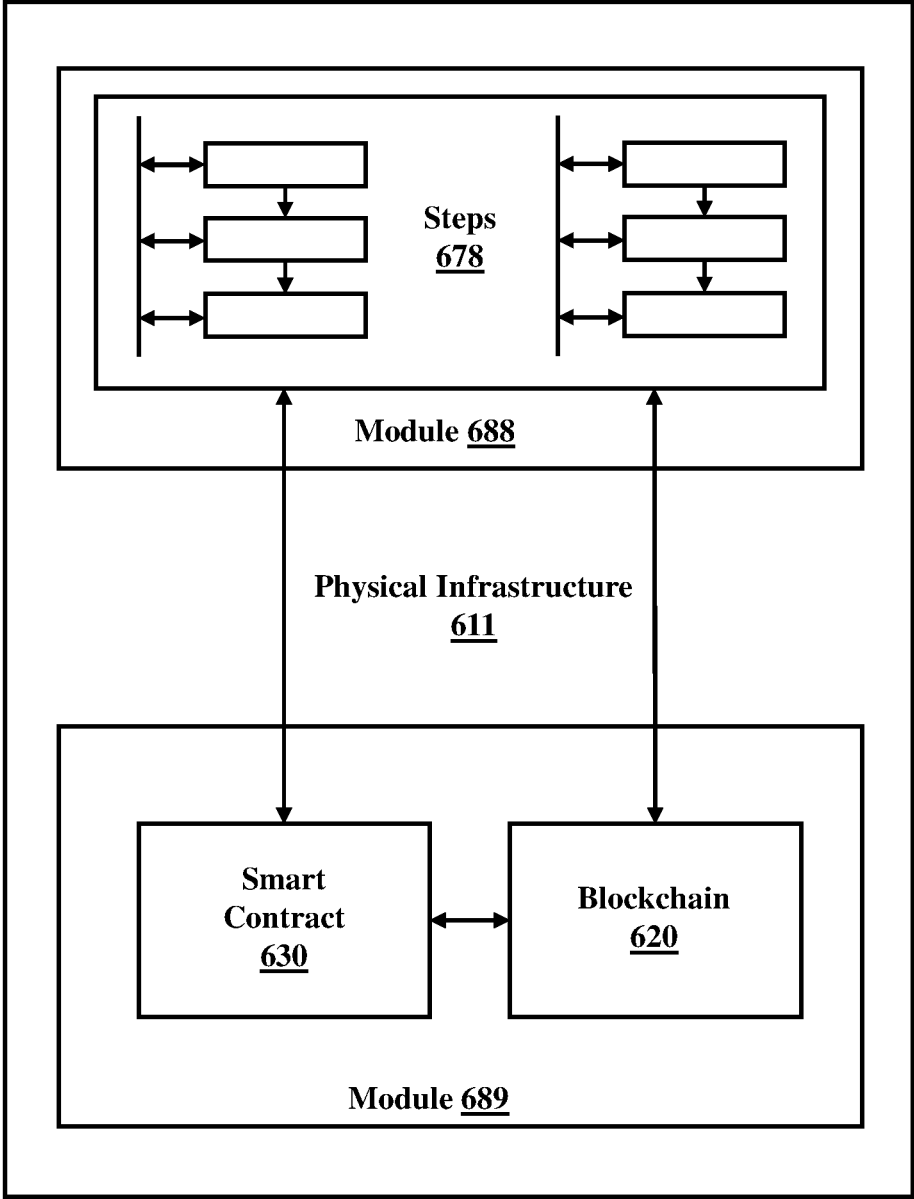 Steps
678
Module 688
Physical Infrastructure
611
Smart
Contract
630
Blockchain
620
Module 689